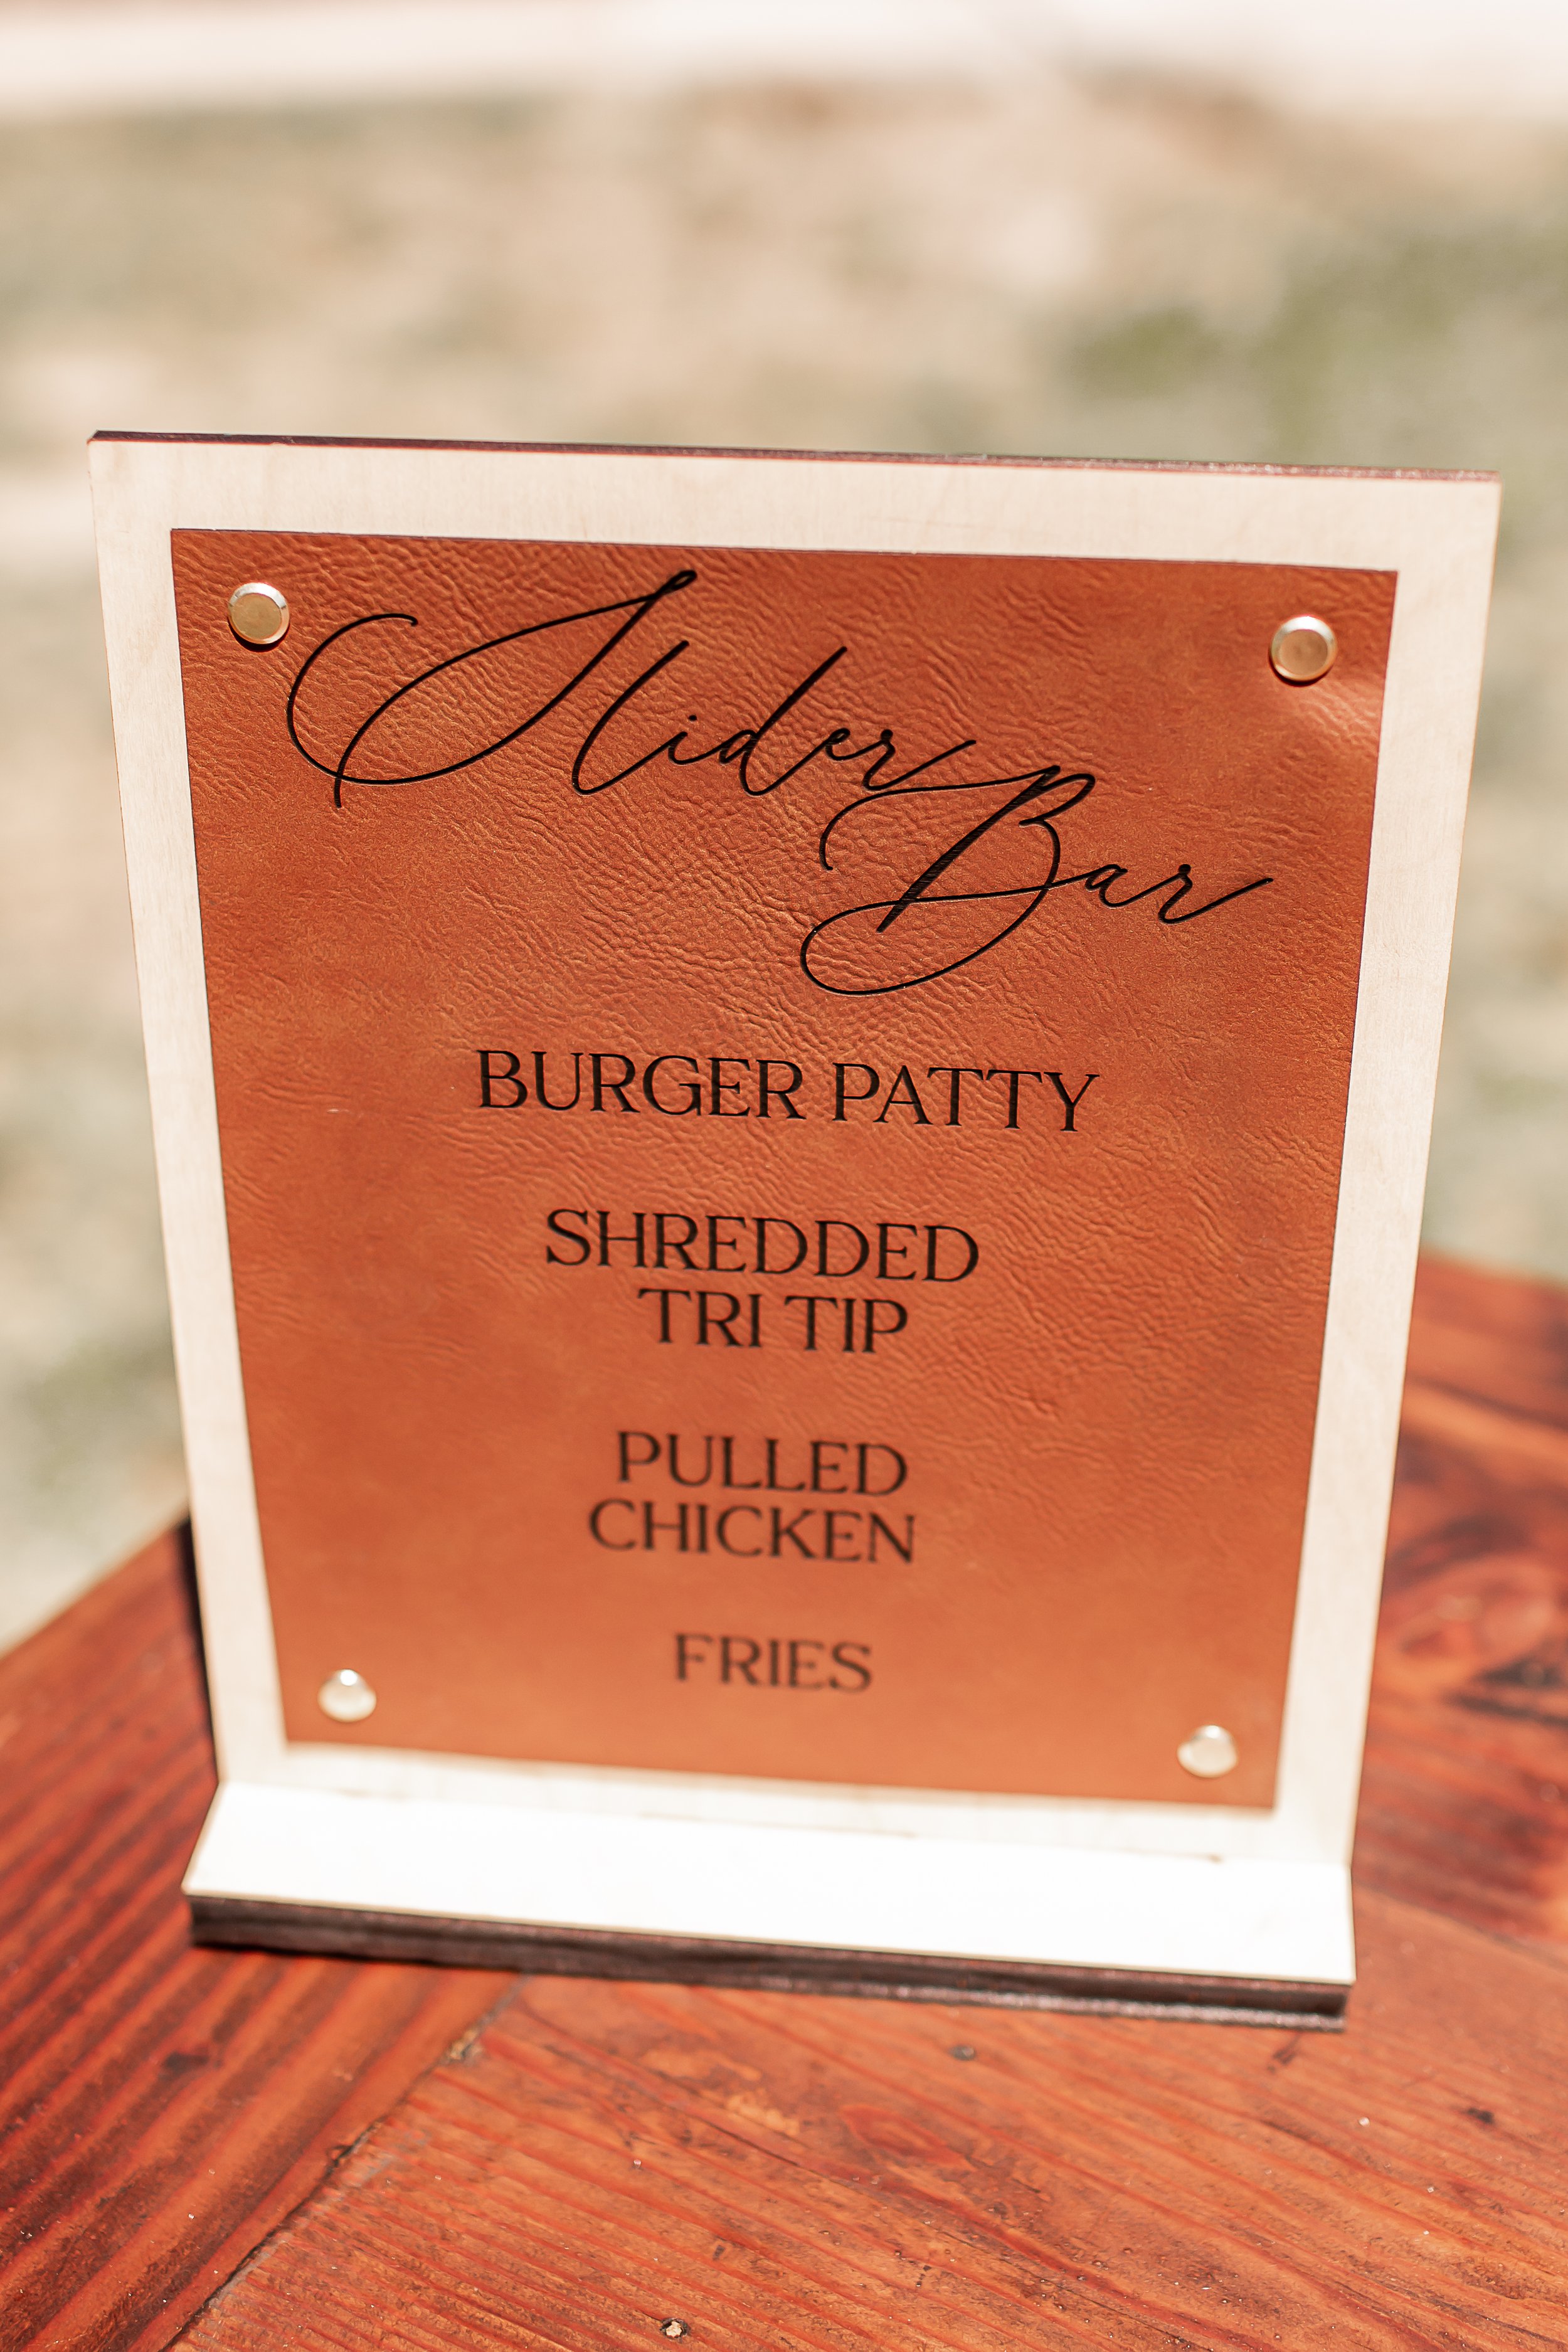 Slider
Bar
BURGER PATTY
SHREDDED
TRI TIP
PULLED
CHICKEN
FRIES